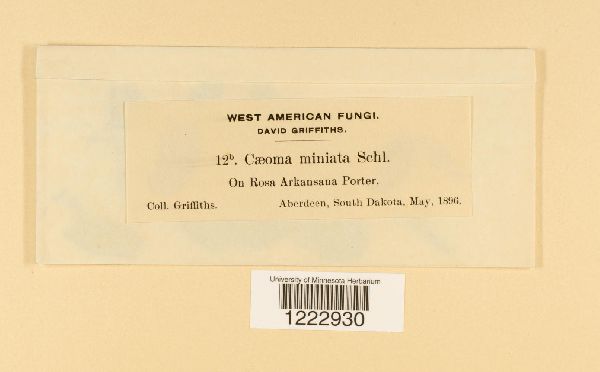 WEST AMERICAN FUNGI.
DAVID GRIFFITHS.
12b. Cæoma miniata Schl.
On Rosa Arkansana Porter.
Coll. Griffiths. Aberdeen, South Dakota, May, 1896.
University of Minnesota Herbarium
1222930